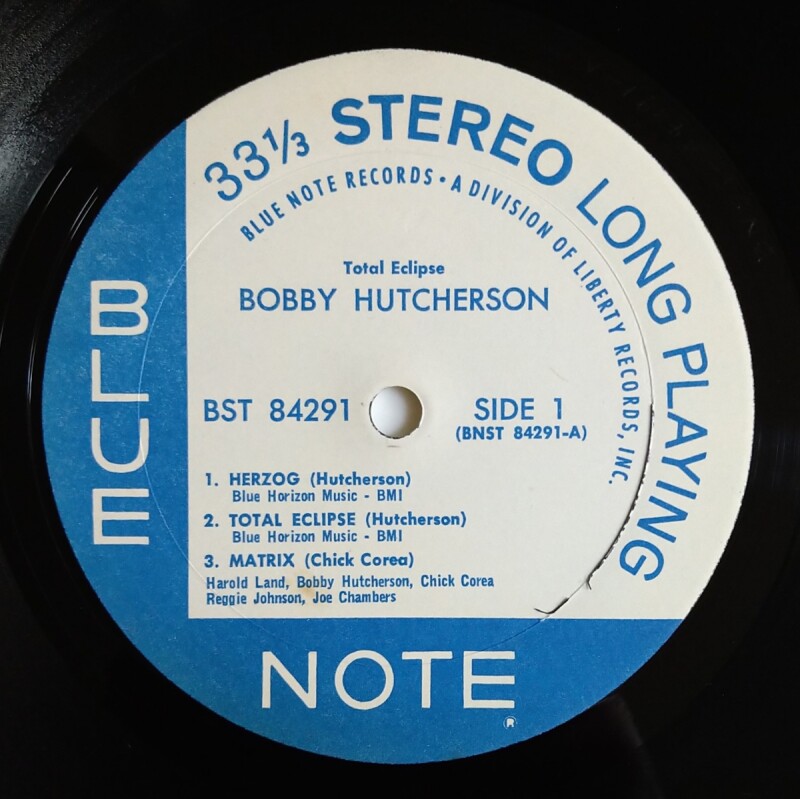 33⅓ STEREO LONG PLAYING
BLUE NOTE RECORDS • A DIVISION OF LIBERTY RECORDS, INC.
Total Eclipse
BOBBY HUTCHERSON
BST 84291
SIDE 1
(BNST 84291-A)
1. HERZOG (Hutcherson)
Blue Horizon Music - BMI
2. TOTAL ECLIPSE (Hutcherson)
Blue Horizon Music - BMI
3. MATRIX (Chick Corea)
Harold Land, Bobby Hutcherson, Chick Corea
Reggie Johnson, Joe Chambers
BLUE
NOTE
®